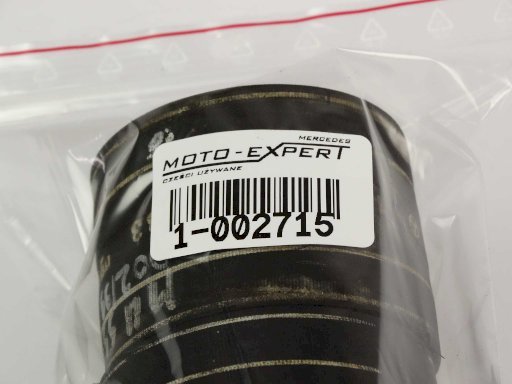 MERCEDES
MOTO-EXPERT
CZĘŚCI UŻYWANE
1-002715